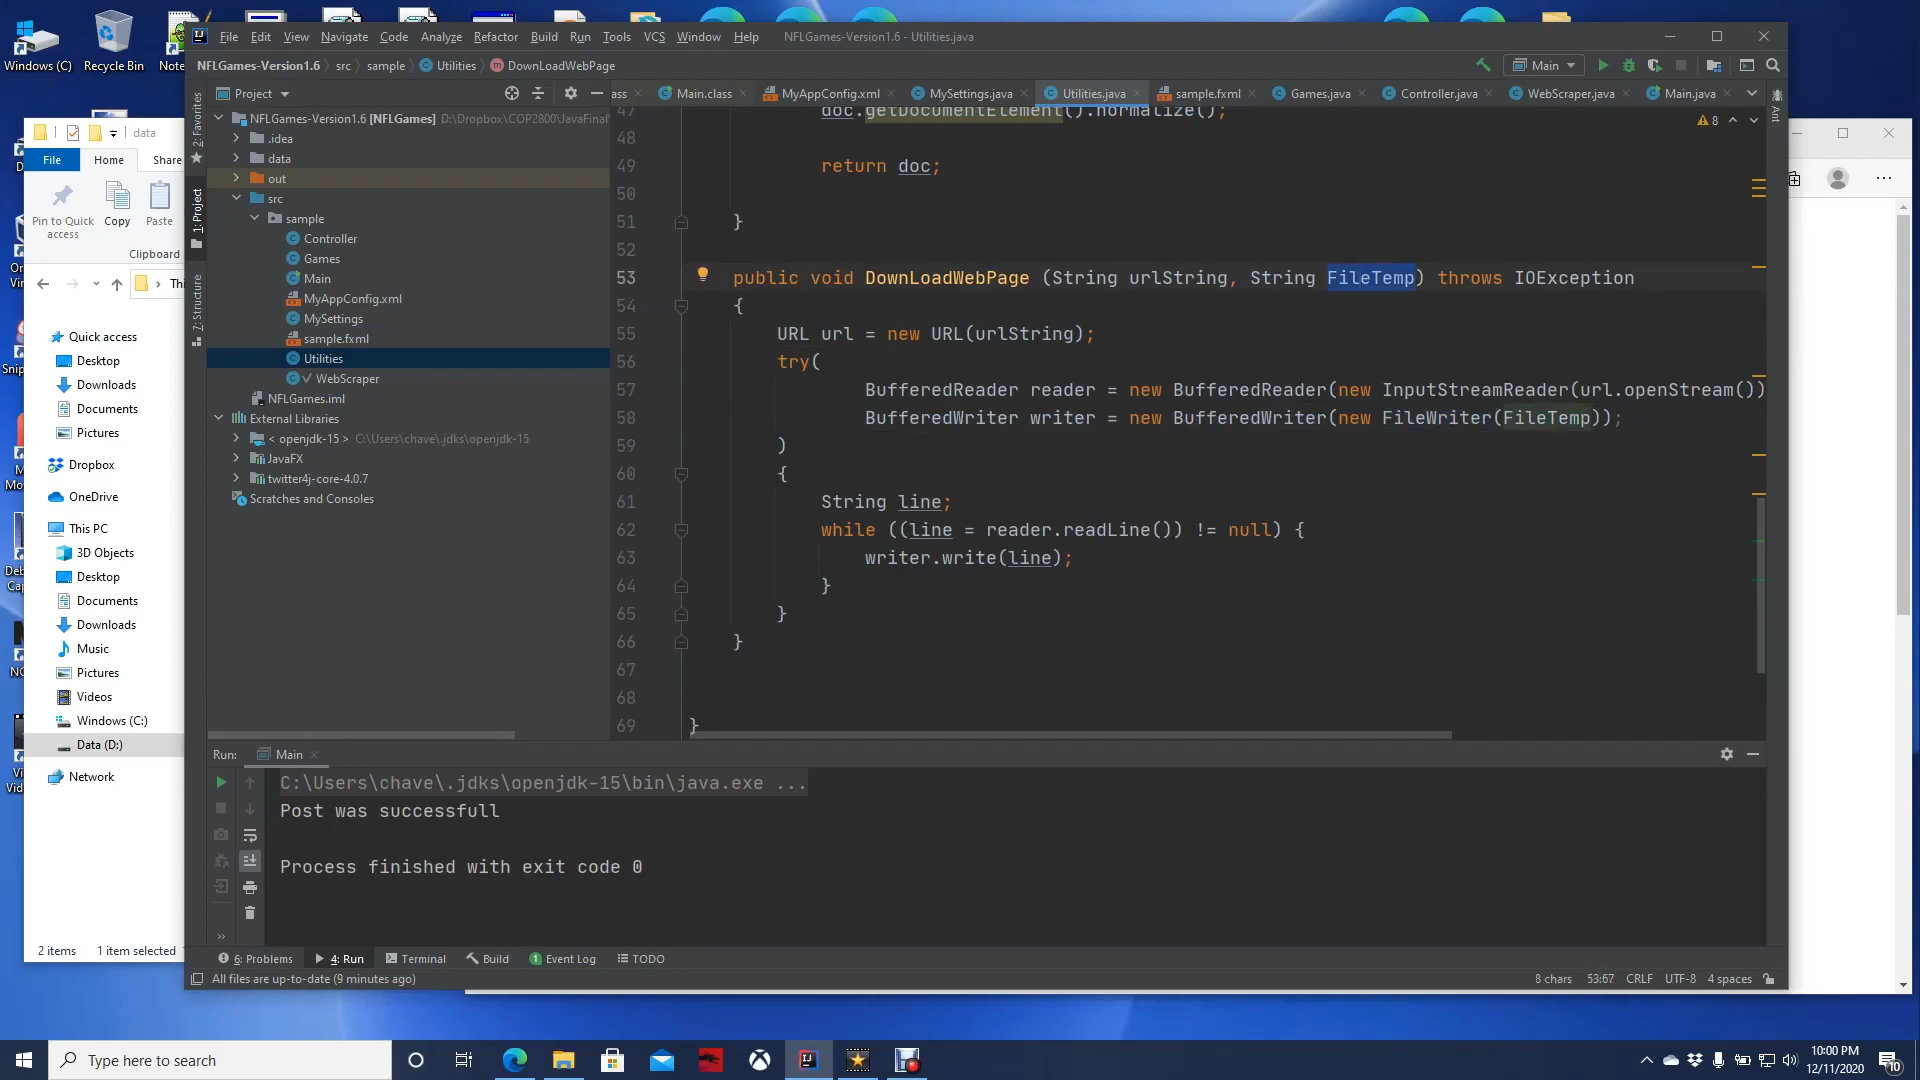 Windows (C)
Recycle Bin
Note
File Edit View Navigate Code Analyze Refactor Build Run Tools VCS Window Help NFLGames-Version1.6 - Utilities.java
NFLGames-Version1.6 src sample Utilities DownLoadWebPage
Main
Project
ass Main.class MyAppConfig.xml MySettings.java Utilities.java sample.fxml Games.java Controller.java WebScraper.java Main.java
2: Favorites
1: Project
7: Structure
Ant
data
File Home Share
Pin to Quick access
Copy
Paste
Clipboard
Quick access
Desktop
Downloads
Documents
Pictures
Dropbox
OneDrive
This PC
3D Objects
Desktop
Documents
Downloads
Music
Pictures
Videos
Windows (C:)
Data (D:)
Network
2 items 1 item selected
NFLGames-Version1.6 [NFLGames] D:\Dropbox\COP2800\JavaFinal
.idea
data
out
src
sample
Controller
Games
Main
MyAppConfig.xml
MySettings
sample.fxml
Utilities
WebScraper
NFLGames.iml
External Libraries
< openjdk-15 > C:\Users\chave\.jdks\openjdk-15
JavaFX
twitter4j-core-4.0.7
Scratches and Consoles
8
47 doc.getDocumentElement().normalize();
48
49 return doc;
50
51 }
52
53 public void DownLoadWebPage (String urlString, String FileTemp) throws IOException
54 {
55 URL url = new URL(urlString);
56 try(
57 BufferedReader reader = new BufferedReader(new InputStreamReader(url.openStream())
58 BufferedWriter writer = new BufferedWriter(new FileWriter(FileTemp));
59 )
60 {
61 String line;
62 while ((line = reader.readLine()) != null) {
63 writer.write(line);
64 }
65 }
66 }
67
68
69 }
Run: Main
C:\Users\chave\.jdks\openjdk-15\bin\java.exe ...
Post was successfull
Process finished with exit code 0
6: Problems 4: Run Terminal Build 1 Event Log TODO
All files are up-to-date (9 minutes ago) 8 chars 53:67 CRLF UTF-8 4 spaces
Type here to search
10:00 PM
12/11/2020
10